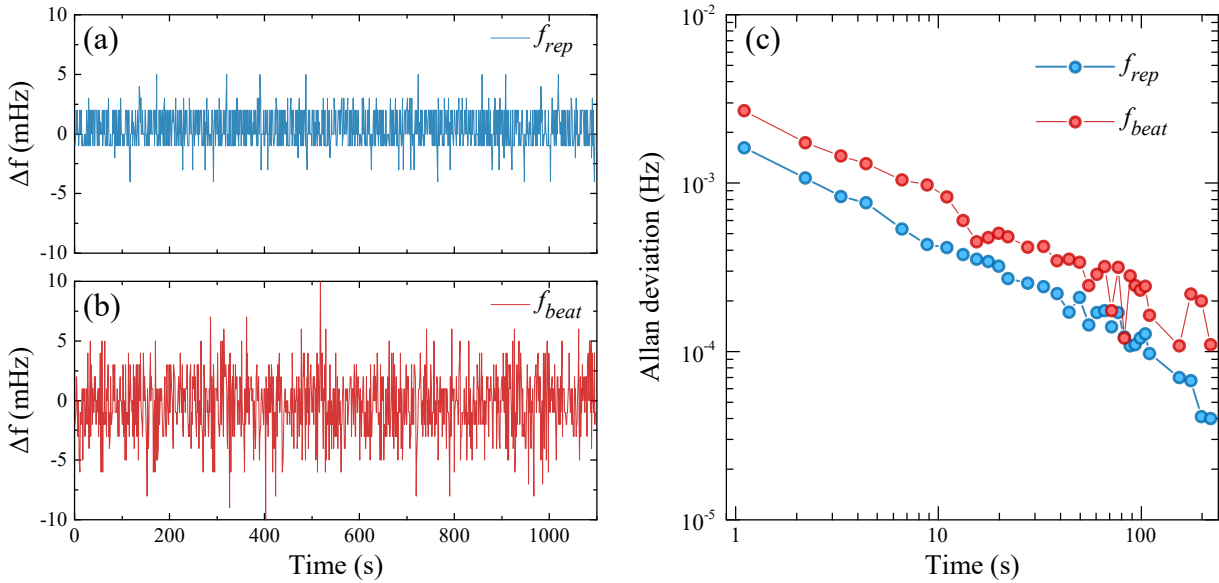 (a)
f_rep
10
5
0
-5
-10
Δf (mHz)
(b)
f_beat
10
5
0
-5
-10
Δf (mHz)
0 200 400 600 800 1000
Time (s)
(c)
f_rep
f_beat
10^-2
10^-3
10^-4
10^-5
Allan deviation (Hz)
1 10 100
Time (s)